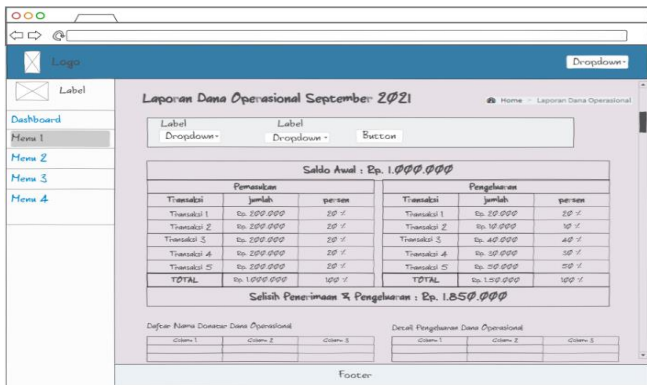 Logo
Dropdown
Label
Dashboard
Menu 1
Menu 2
Menu 3
Menu 4
Laporan Dana Operasional September 2021
Home - Laporan Dana Operasional
Label Label
Dropdown Dropdown Button
Saldo Awal : Rp. 1.000.000
Pemasukan Pengeluaran
Transaksi jumlah persen Transaksi jumlah persen
Transaksi 1 Rp. 200.000 20 % Transaksi 1 Rp. 20.000 20 %
Transaksi 2 Rp. 200.000 20 % Transaksi 2 Rp. 10.000 10 %
Transaksi 3 Rp. 200.000 20 % Transaksi 3 Rp. 40.000 40 %
Transaksi 4 Rp. 200.000 20 % Transaksi 4 Rp. 30.000 30 %
Transaksi 5 Rp. 200.000 20 % Transaksi 5 Rp. 50.000 50 %
TOTAL Rp. 1.000.000 100 % TOTAL Rp. 1.50.000 100 %
Selisih Penerimaan & Pengeluaran : Rp. 1.850.000
Daftar Nama Donatur Dana Operasional Detail Pengeluaran Dana Operasional
Column 1 Column 2 Column 3 Column 1 Column 2 Column 3
Footer